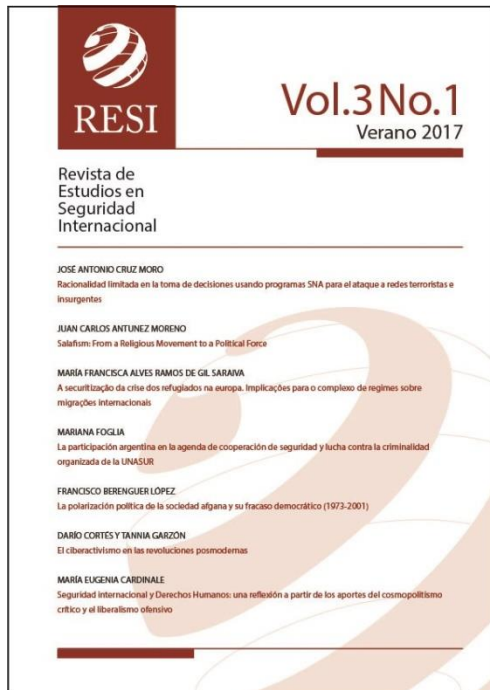 RESI
Vol.3 No.1
Verano 2017
Revista de
Estudios en
Seguridad
Internacional
JOSÉ ANTONIO CRUZ MORO
Racionalidad limitada en la toma de decisiones usando programas SNA para el ataque a redes terroristas e
insurgentes
JUAN CARLOS ANTUNEZ MORENO
Salafism: From a Religious Movement to a Political Force
MARÍA FRANCISCA ALVES RAMOS DE GIL SARAIVA
A securitização da crise dos refugiados na europa. Implicações para o complexo de regimes sobre
migrações internacionais
MARIANA FOGLIA
La participación argentina en la agenda de cooperación de seguridad y lucha contra la criminalidad
organizada de la UNASUR
FRANCISCO BERENGUER LÓPEZ
La polarización política de la sociedad afgana y su fracaso democrático (1973-2001)
DARÍO CORTÉS Y TANNIA GARZÓN
El ciberactivismo en las revoluciones posmodernas
MARÍA EUGENIA CARDINALE
Seguridad internacional y Derechos Humanos: una reflexión a partir de los aportes del cosmopolitismo
crítico y el liberalismo ofensivo